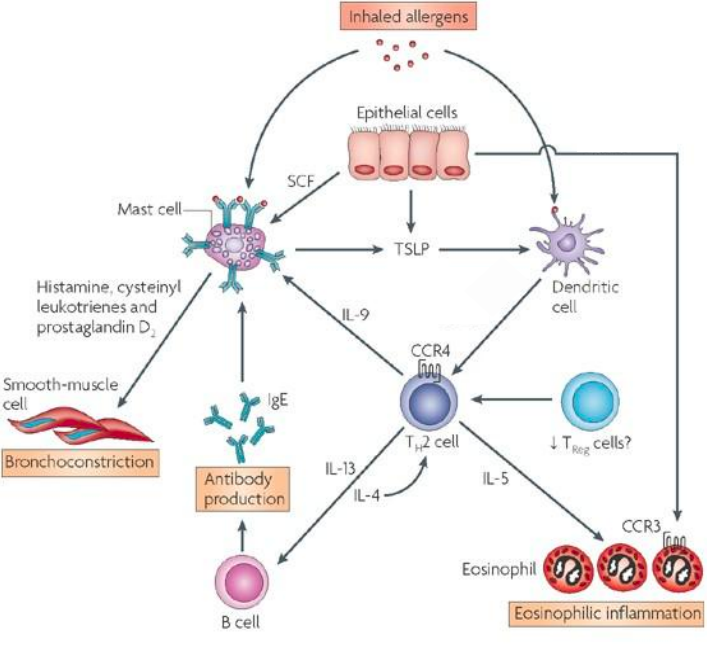 Inhaled allergens
Epithelial cells
SCF
Mast cell
TSLP
Histamine, cysteinyl
leukotrienes and
prostaglandin D₂
Dendritic
cell
IL-9
CCR4
Smooth-muscle
cell
IgE
Bronchoconstriction
T_H2 cell
↓ T_Reg cells?
Antibody
production
IL-13
IL-4
IL-5
CCR3
Eosinophil
B cell
Eosinophilic inflammation